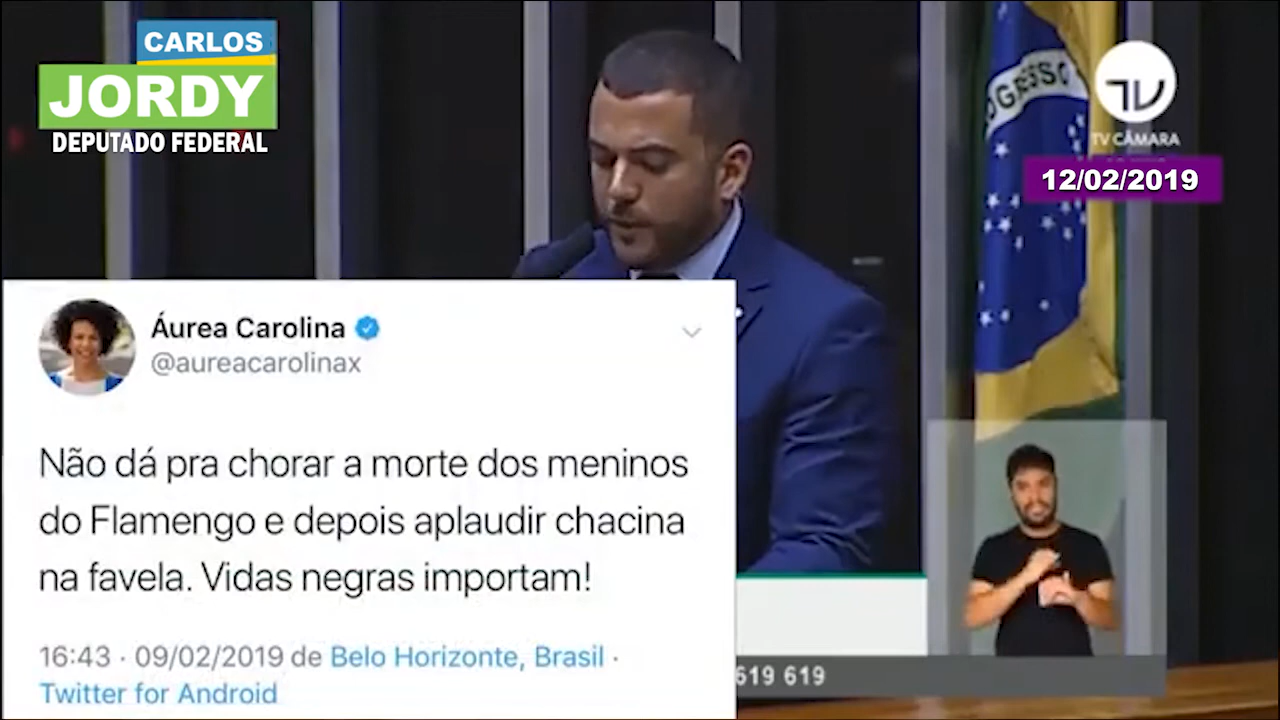 CARLOS
JORDY
DEPUTADO FEDERAL
TV CÂMARA
12/02/2019
Áurea Carolina
@aureacarolinax
Não dá pra chorar a morte dos meninos
do Flamengo e depois aplaudir chacina
na favela. Vidas negras importam!
16:43 · 09/02/2019 de Belo Horizonte, Brasil ·
Twitter for Android
619 619